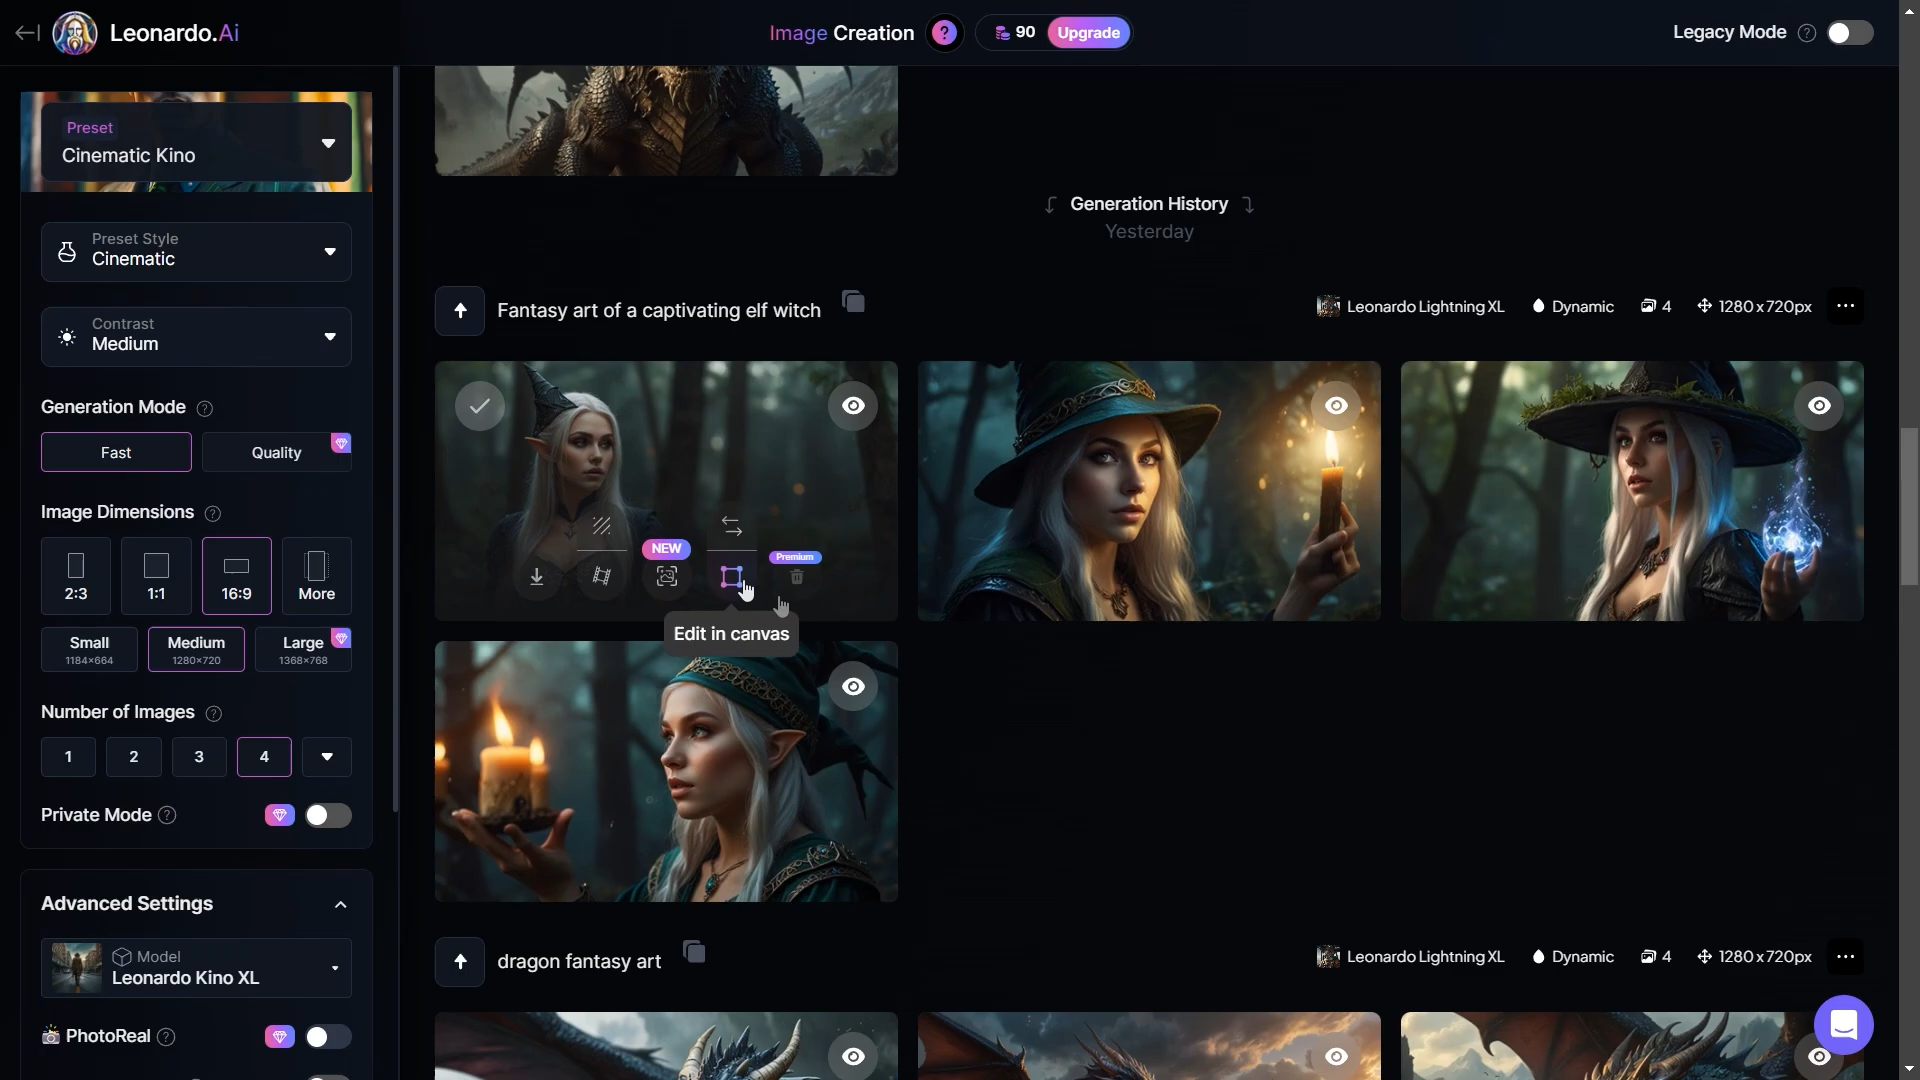 Leonardo.Ai
Image Creation ? 90 Upgrade
Legacy Mode ?
Preset
Cinematic Kino
Preset Style
Cinematic
Contrast
Medium
Generation Mode ?
Fast Quality
Image Dimensions ?
2:3 1:1 16:9 More
Small Medium Large
1184×664 1280×720 1368×768
Number of Images ?
1 2 3 4
Private Mode ?
Advanced Settings
Model
Leonardo Kino XL
PhotoReal ?
Generation History
Yesterday
Fantasy art of a captivating elf witch
Leonardo Lightning XL Dynamic 4 1280 x 720px
NEW
Premium
Edit in canvas
dragon fantasy art
Leonardo Lightning XL Dynamic 4 1280 x 720px